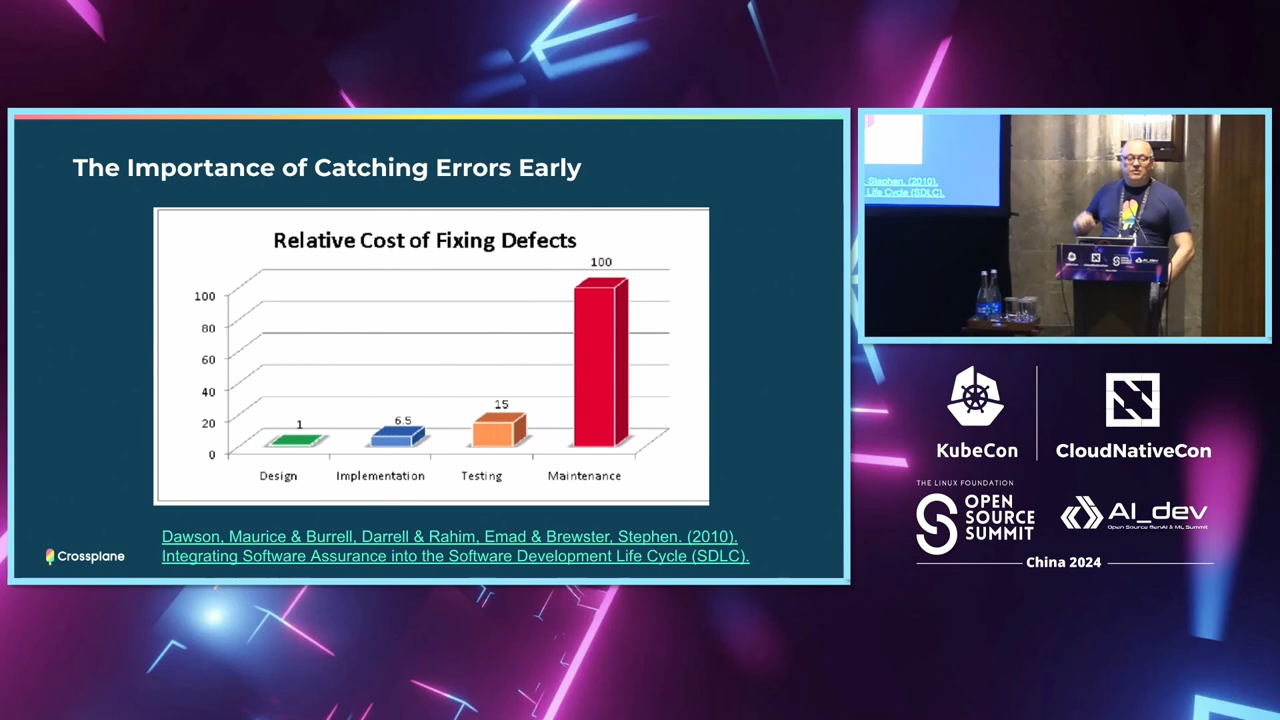 The Importance of Catching Errors Early
Relative Cost of Fixing Defects
100
100
80
60
40
20
0
1
6.5
15
Design
Implementation
Testing
Maintenance
Dawson, Maurice & Burrell, Darrell & Rahim, Emad & Brewster, Stephen. (2010).
Integrating Software Assurance into the Software Development Life Cycle (SDLC).
Crossplane
Stephen. (2010).
Life Cycle (SDLC).
KubeCon
CloudNativeCon
THE LINUX FOUNDATION
OPEN
SOURCE
SUMMIT
AI_dev
Open Source GenAI & ML Summit
China 2024